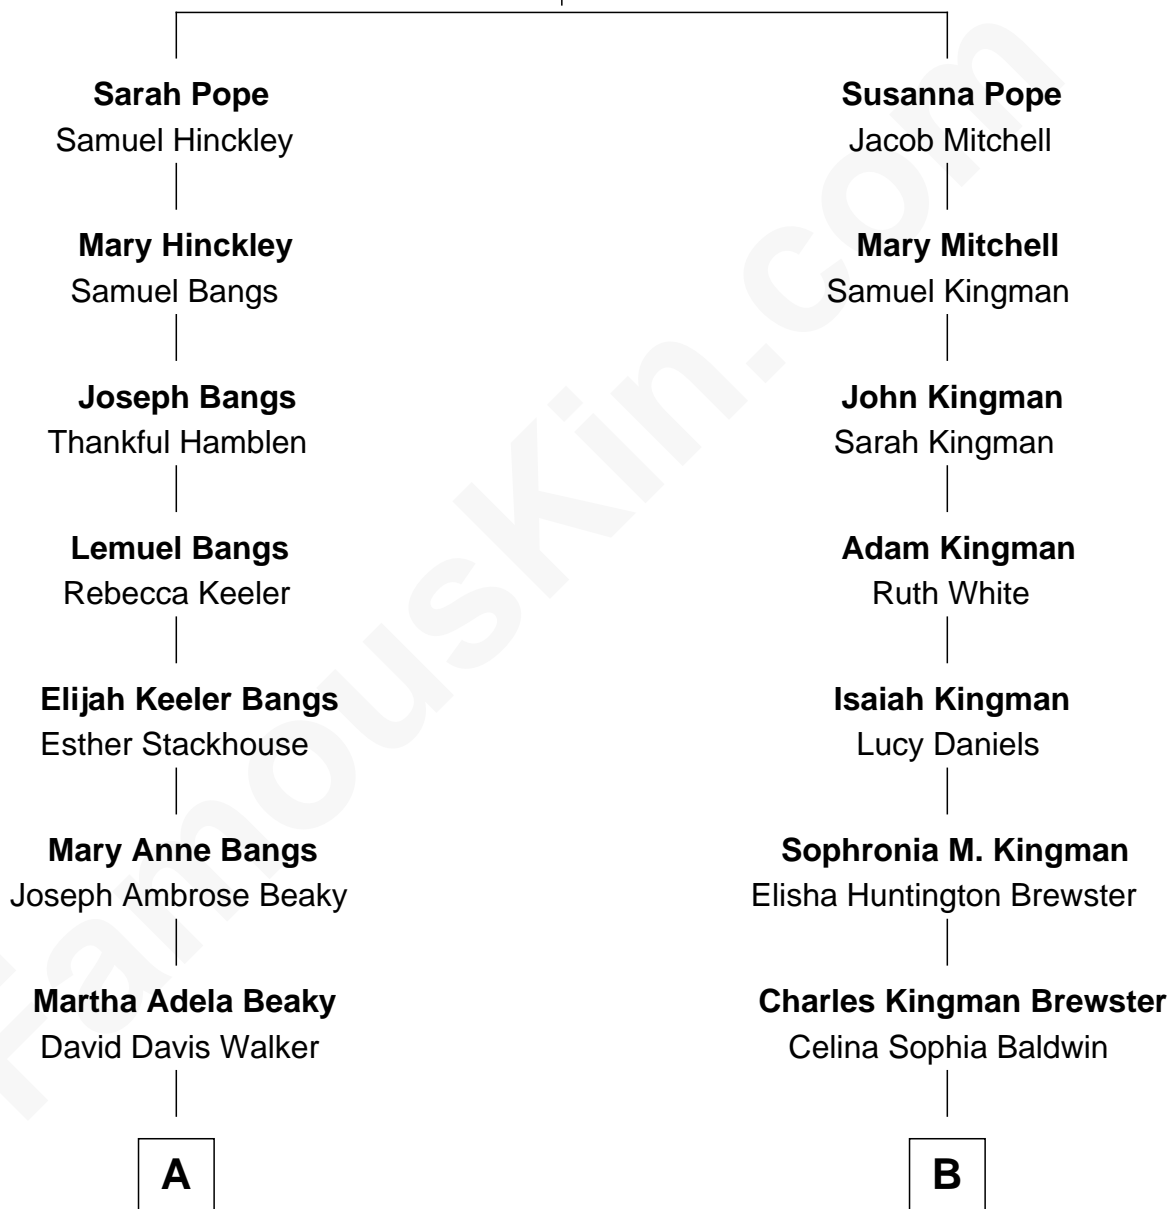 Sarah Pope
Samuel Hinckley
Mary Hinckley
Samuel Bangs
Joseph Bangs
Thankful Hamblen
Lemuel Bangs
Rebecca Keeler
Elijah Keeler Bangs
Esther Stackhouse
Mary Anne Bangs
Joseph Ambrose Beaky
Martha Adela Beaky
David Davis Walker
A
Susanna Pope
Jacob Mitchell
Mary Mitchell
Samuel Kingman
John Kingman
Sarah Kingman
Adam Kingman
Ruth White
Isaiah Kingman
Lucy Daniels
Sophronia M. Kingman
Elisha Huntington Brewster
Charles Kingman Brewster
Celina Sophia Baldwin
B
FamousKin.com